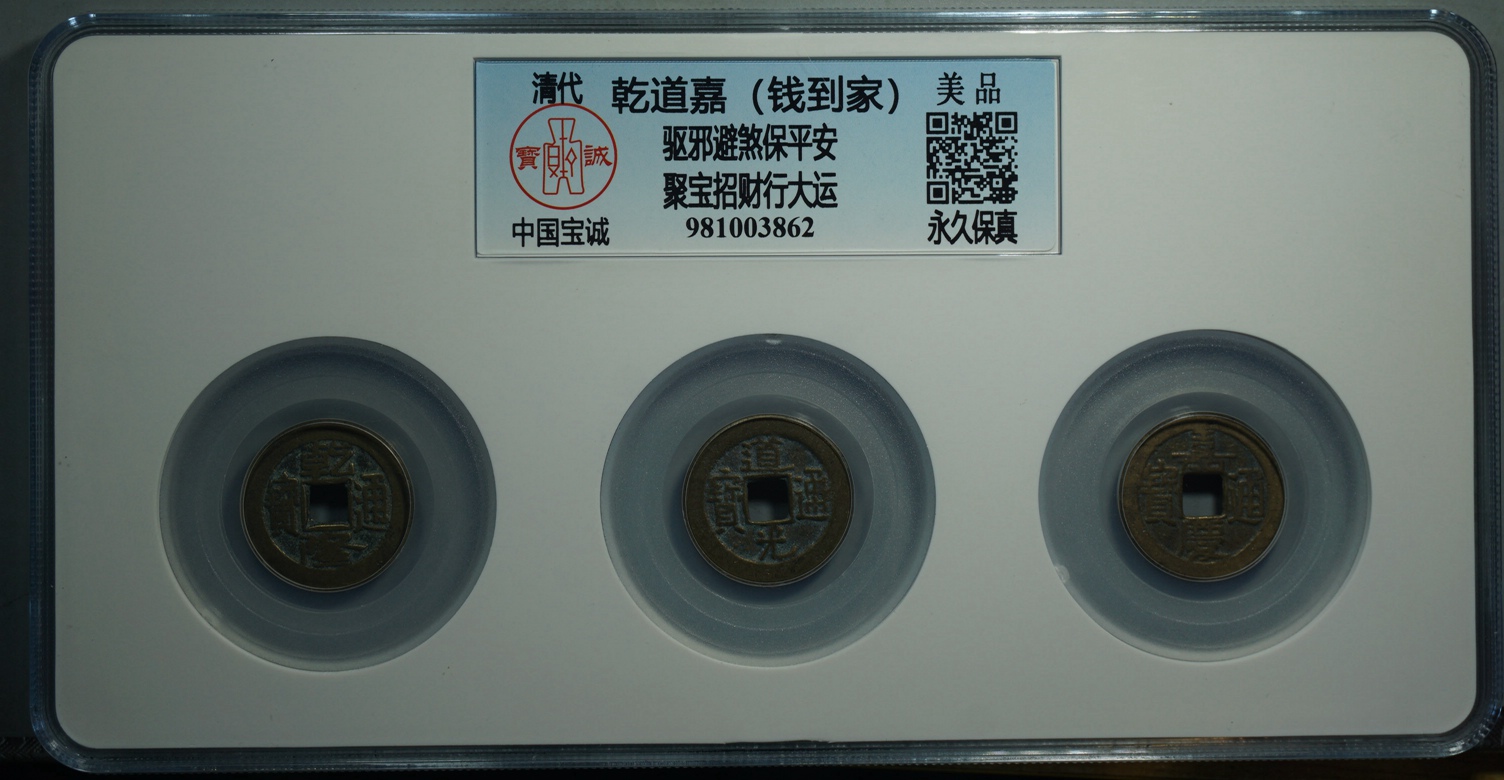 清代 乾道嘉（钱到家） 美品
寶 誠
驱邪避煞保平安
聚宝招财行大运
981003862
中国宝诚
永久保真
乾隆通寶
道光通寶
嘉慶通寶